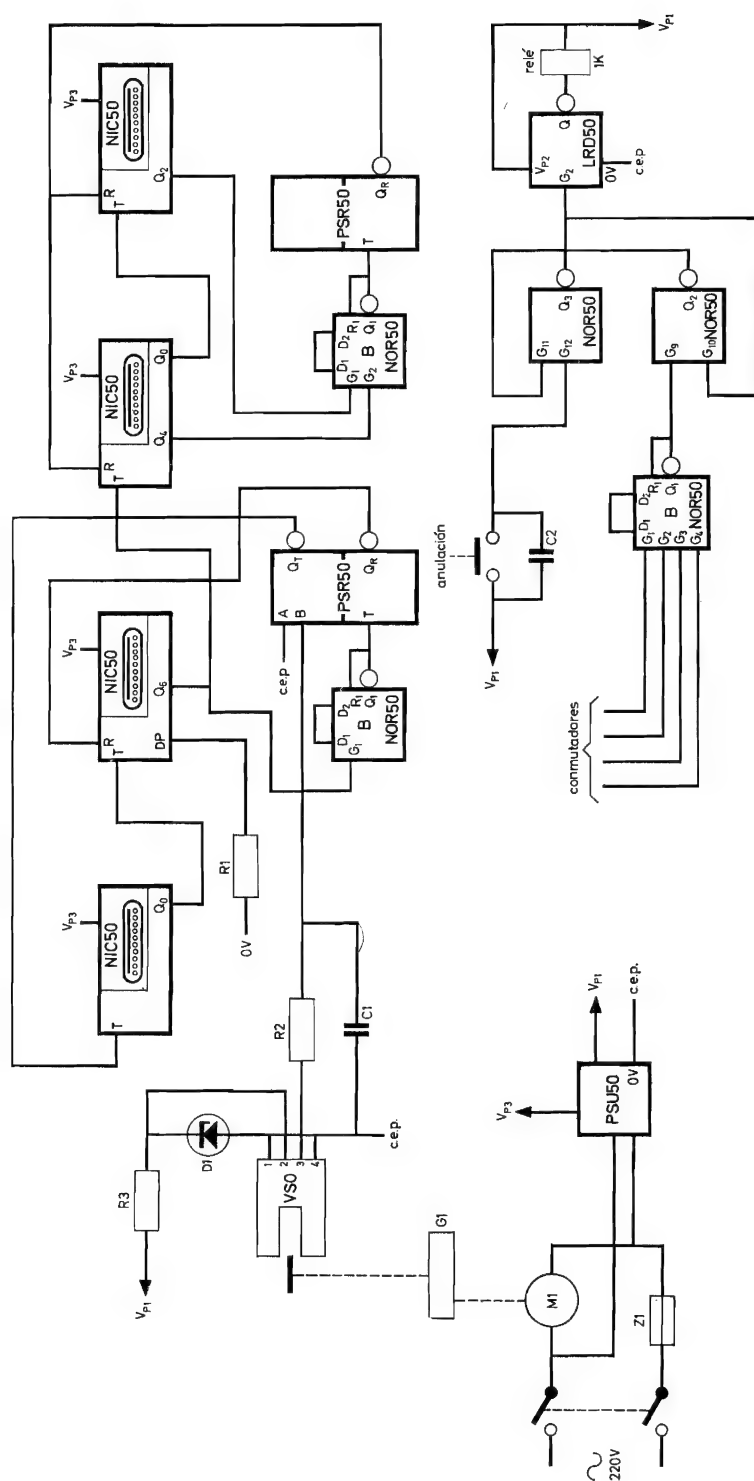 VP3
NIC50
T
Q0
VP3
NIC50
T
R
DP
Q6
VP3
NIC50
T
R
Q4
Q0
VP3
NIC50
T
R
Q2
R1
0V
R2
C1
D1
G1
B
D2
R1
Q1
NOR50
c.e.p
A
B
QT
PSR50
T
QR
D1
G1
G2
B
D2
R1
Q1
NOR50
PSR50
T
QR
VP1
R3
D1
1
2
3
4
VSO
c.e.p.
G1
M1
Z1
220V
VP3
PSU50
0V
VP1
c.e.p.
conmutadores
G1
G2
G3
G4
D1
B
D2
R1
Q1
NOR50
VP1
anulación
C2
G11
G12
Q3
NOR50
G9
G10
Q2
NOR50
VP2
G2
Q
LRD50
0V
c.e.p
relé
1K
VP1